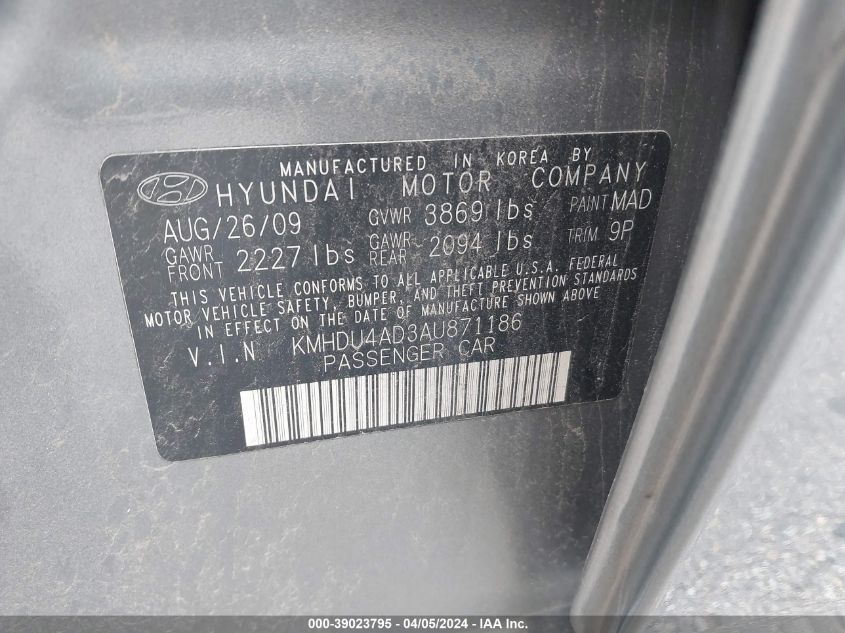 MANUFACTURED IN KOREA BY
HYUNDAI MOTOR COMPANY
AUG/26/09 GVWR 3869 lbs PAINT MAD
GAWR FRONT 2227 lbs GAWR REAR 2094 lbs TRIM 9P
THIS VEHICLE CONFORMS TO ALL APPLICABLE U.S.A. FEDERAL
MOTOR VEHICLE SAFETY, BUMPER, AND THEFT PREVENTION STANDARDS
IN EFFECT ON THE DATE OF MANUFACTURE SHOWN ABOVE
V.I.N KMHDU4AD3AU871186
PASSENGER CAR
000-39023795 - 04/05/2024 - IAA Inc.